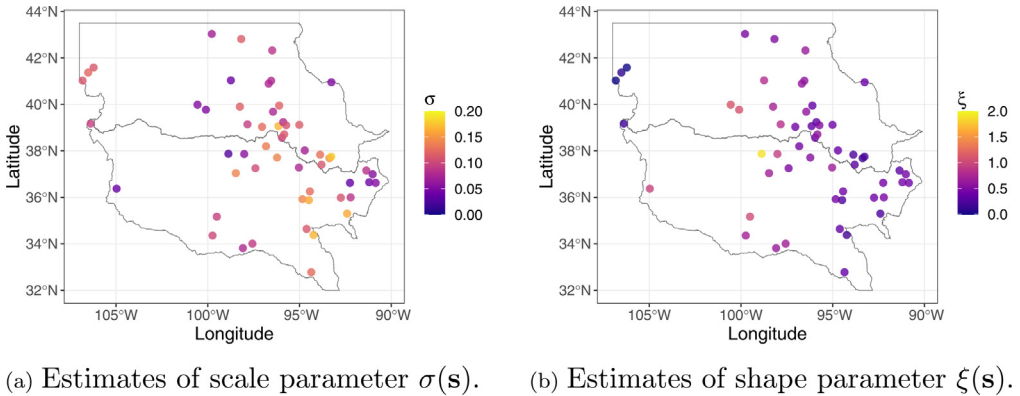 44°N
42°N
40°N
38°N
36°N
34°N
32°N
Latitude
105°W 100°W 95°W 90°W
Longitude
σ
0.20
0.15
0.10
0.05
0.00
(a) Estimates of scale parameter σ(s).
44°N
42°N
40°N
38°N
36°N
34°N
32°N
Latitude
105°W 100°W 95°W 90°W
Longitude
ξ
2.0
1.5
1.0
0.5
0.0
(b) Estimates of shape parameter ξ(s).